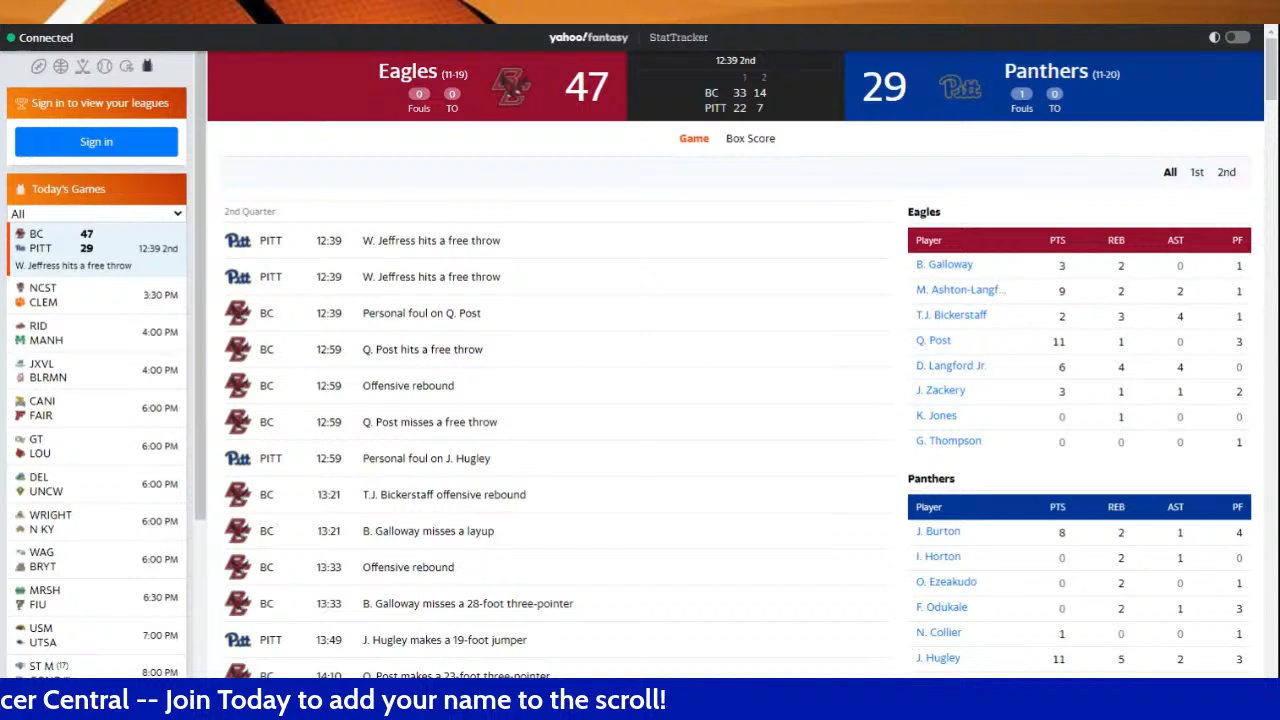 Connected
yahoo!fantasy
StatTracker
Eagles (11-19)
0 0
Fouls TO
47
12:39 2nd
1 2
BC 33 14
PITT 22 7
29
Pitt
Panthers (11-20)
1 0
Fouls TO
Sign in to view your leagues
Sign in
Today's Games
All
BC 47
PITT 29 12:39 2nd
W. Jeffress hits a free throw
NCST
CLEM 3:30 PM
RID
MANH 4:00 PM
JXVL
BLRMN 4:00 PM
CANI
FAIR 6:00 PM
GT
LOU 6:00 PM
DEL
UNCW 6:00 PM
WRIGHT
N KY 6:00 PM
WAG
BRYT 6:00 PM
MRSH
FIU 6:30 PM
USM
UTSA 7:00 PM
ST M (17)
8:00 PM
Game Box Score
All 1st 2nd
2nd Quarter
Pitt PITT 12:39 W. Jeffress hits a free throw
Pitt PITT 12:39 W. Jeffress hits a free throw
BC 12:39 Personal foul on Q. Post
BC 12:59 Q. Post hits a free throw
BC 12:59 Offensive rebound
BC 12:59 Q. Post misses a free throw
Pitt PITT 12:59 Personal foul on J. Hugley
BC 13:21 T.J. Bickerstaff offensive rebound
BC 13:21 B. Galloway misses a layup
BC 13:33 Offensive rebound
BC 13:33 B. Galloway misses a 28-foot three-pointer
Pitt PITT 13:49 J. Hugley makes a 19-foot jumper
BC 14:10 Q. Post makes a 23-foot three-pointer
Eagles
Player PTS REB AST PF
B. Galloway 3 2 0 1
M. Ashton-Langf... 9 2 2 1
T.J. Bickerstaff 2 3 4 1
Q. Post 11 1 0 3
D. Langford Jr. 6 4 4 0
J. Zackery 3 1 1 2
K. Jones 0 1 0 0
G. Thompson 0 0 0 1
Panthers
Player PTS REB AST PF
J. Burton 8 2 1 4
I. Horton 0 2 1 0
O. Ezeakudo 0 2 0 1
F. Odukale 0 2 1 3
N. Collier 1 0 0 1
J. Hugley 11 5 2 3
cer Central -- Join Today to add your name to the scroll!